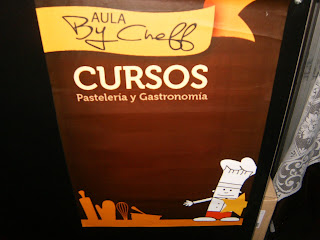 AULA
By Cheff
CURSOS
Pastelería y Gastronomía